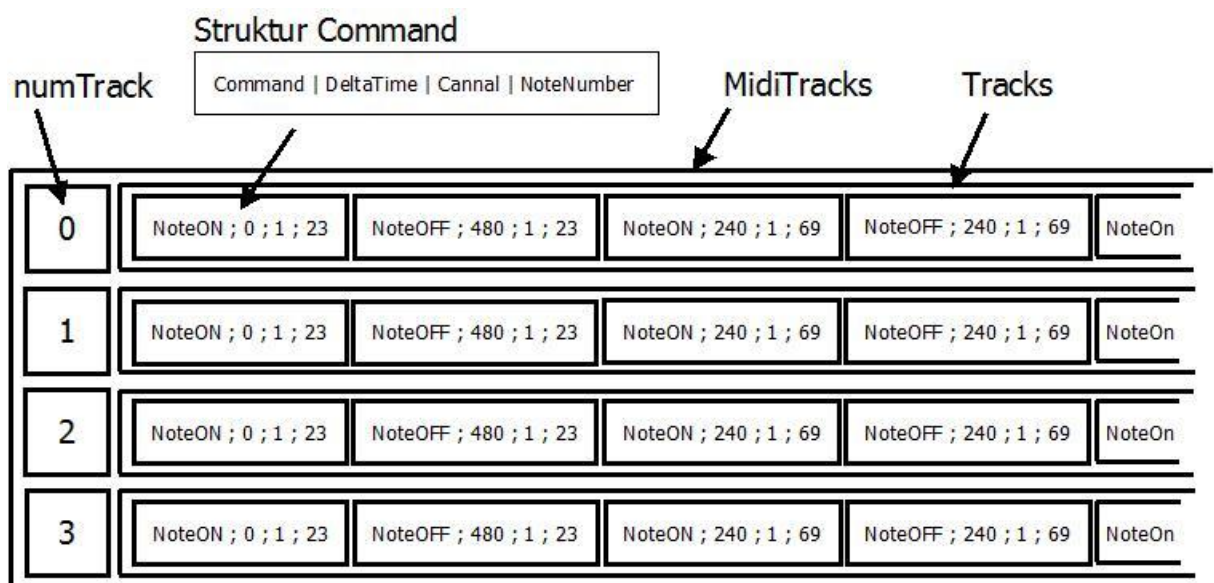 Struktur Command
Command | DeltaTime | Cannal | NoteNumber
numTrack
MidiTracks
Tracks
0 NoteON ; 0 ; 1 ; 23 NoteOFF ; 480 ; 1 ; 23 NoteON ; 240 ; 1 ; 69 NoteOFF ; 240 ; 1 ; 69 NoteOn
1 NoteON ; 0 ; 1 ; 23 NoteOFF ; 480 ; 1 ; 23 NoteON ; 240 ; 1 ; 69 NoteOFF ; 240 ; 1 ; 69 NoteOn
2 NoteON ; 0 ; 1 ; 23 NoteOFF ; 480 ; 1 ; 23 NoteON ; 240 ; 1 ; 69 NoteOFF ; 240 ; 1 ; 69 NoteOn
3 NoteON ; 0 ; 1 ; 23 NoteOFF ; 480 ; 1 ; 23 NoteON ; 240 ; 1 ; 69 NoteOFF ; 240 ; 1 ; 69 NoteOn